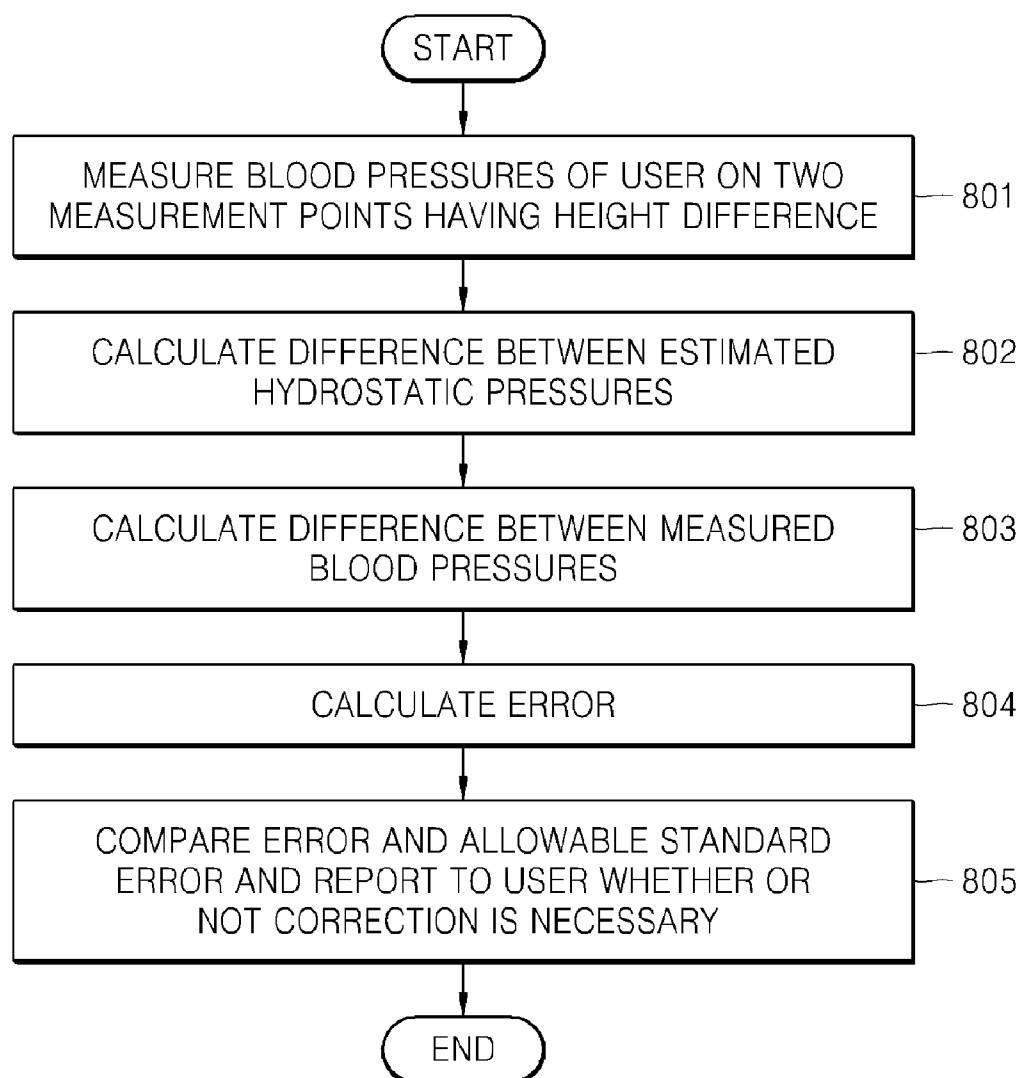 START
MEASURE BLOOD PRESSURES OF USER ON TWO
MEASUREMENT POINTS HAVING HEIGHT DIFFERENCE
801
CALCULATE DIFFERENCE BETWEEN ESTIMATED
HYDROSTATIC PRESSURES
802
CALCULATE DIFFERENCE BETWEEN MEASURED
BLOOD PRESSURES
803
CALCULATE ERROR
804
COMPARE ERROR AND ALLOWABLE STANDARD
ERROR AND REPORT TO USER WHETHER OR
NOT CORRECTION IS NECESSARY
805
END